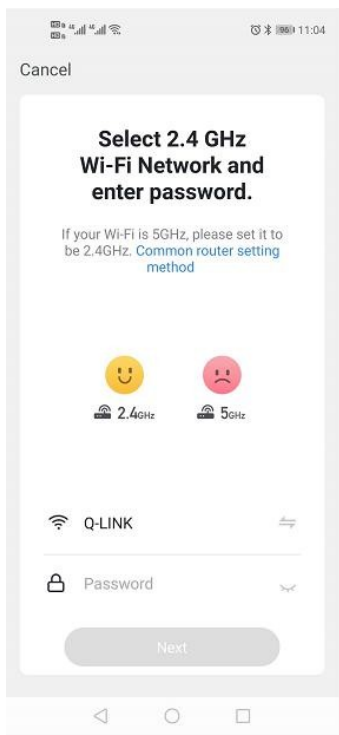 11:04
Cancel
Select 2.4 GHz
Wi-Fi Network and
enter password.
If your Wi-Fi is 5GHz, please set it to
be 2.4GHz. Common router setting
method
2.4GHz 5GHz
Q-LINK
Password
Next